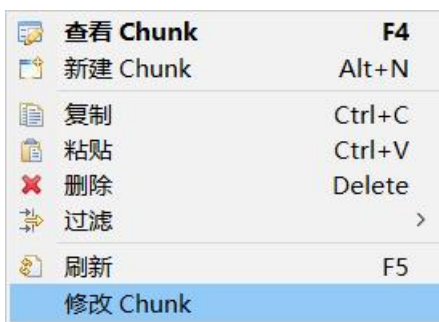 查看 Chunk F4
新建 Chunk Alt+N
复制 Ctrl+C
粘贴 Ctrl+V
删除 Delete
过滤 >
刷新 F5
修改 Chunk